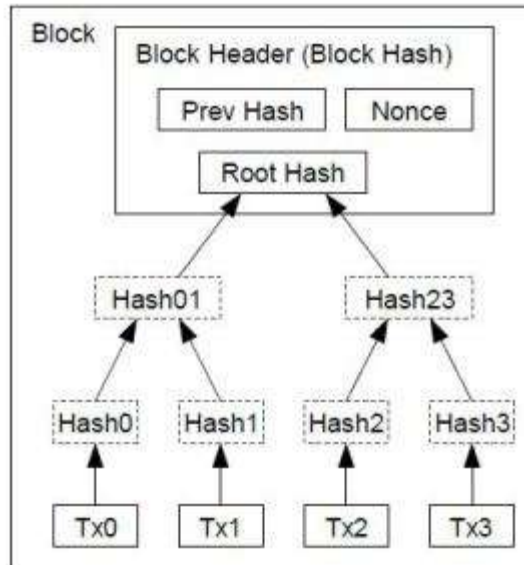 Block
Block Header (Block Hash)
Prev Hash Nonce
Root Hash
Hash01 Hash23
Hash0 Hash1 Hash2 Hash3
Tx0 Tx1 Tx2 Tx3